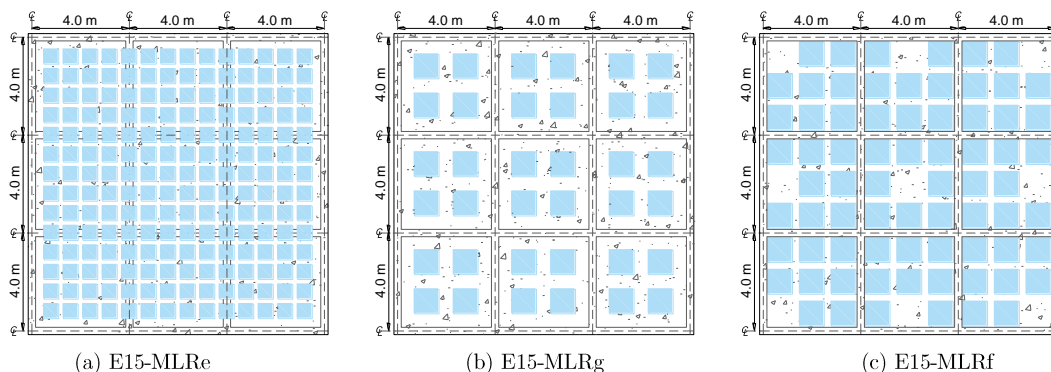 ℄ ℄ ℄ ℄ ℄ ℄ ℄ ℄ ℄ ℄ ℄
4.0 m 4.0 m 4.0 m 4.0 m 4.0 m 4.0 m 4.0 m 4.0 m 4.0 m
℄ ℄ ℄
4.0 m 4.0 m 4.0 m
℄ ℄ ℄
4.0 m 4.0 m 4.0 m
℄ ℄ ℄
4.0 m 4.0 m 4.0 m
℄ ℄ ℄
(a) E15-MLRe (b) E15-MLRg (c) E15-MLRf